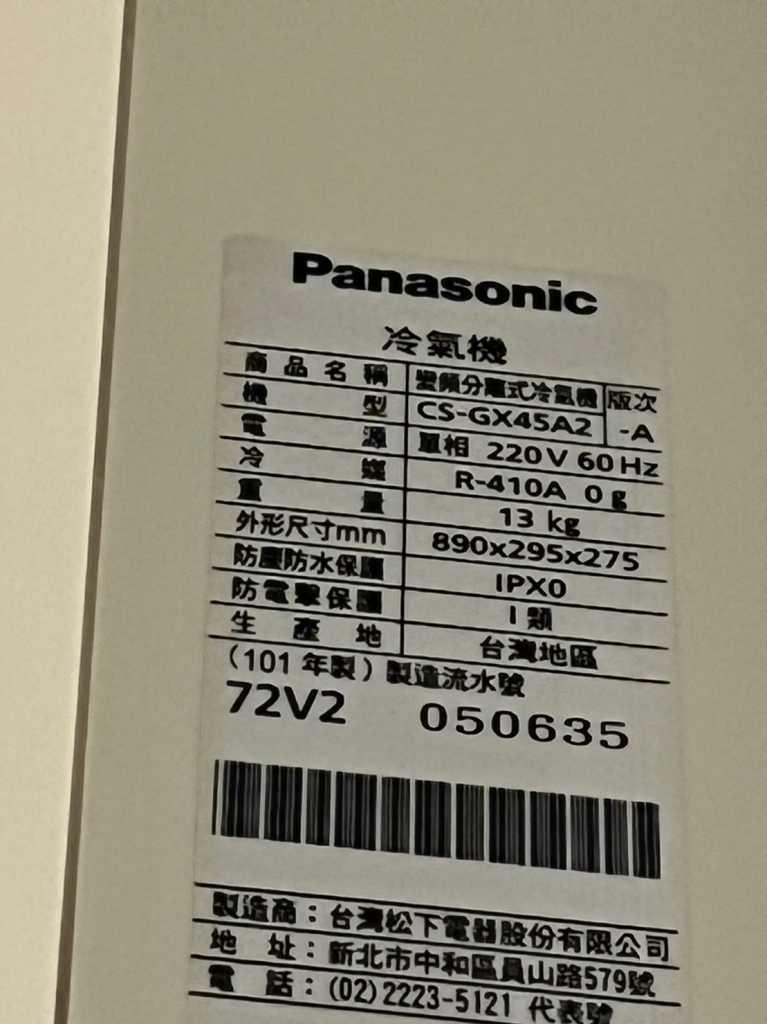 Panasonic
冷氣機
商品名稱 變頻分離式冷氣機 版次
機型 CS-GX45A2 -A
電源 單相 220V 60Hz
冷媒 R-410A 0g
重量 13 kg
外形尺寸mm 890x295x275
防塵防水保護 IPX0
防電擊保護 I類
生產地 台灣地區
（101年製）製造流水號
72V2 050635
製造商：台灣松下電器股份有限公司
地址：新北市中和區員山路579號
電話：(02)2223-5121 代表號